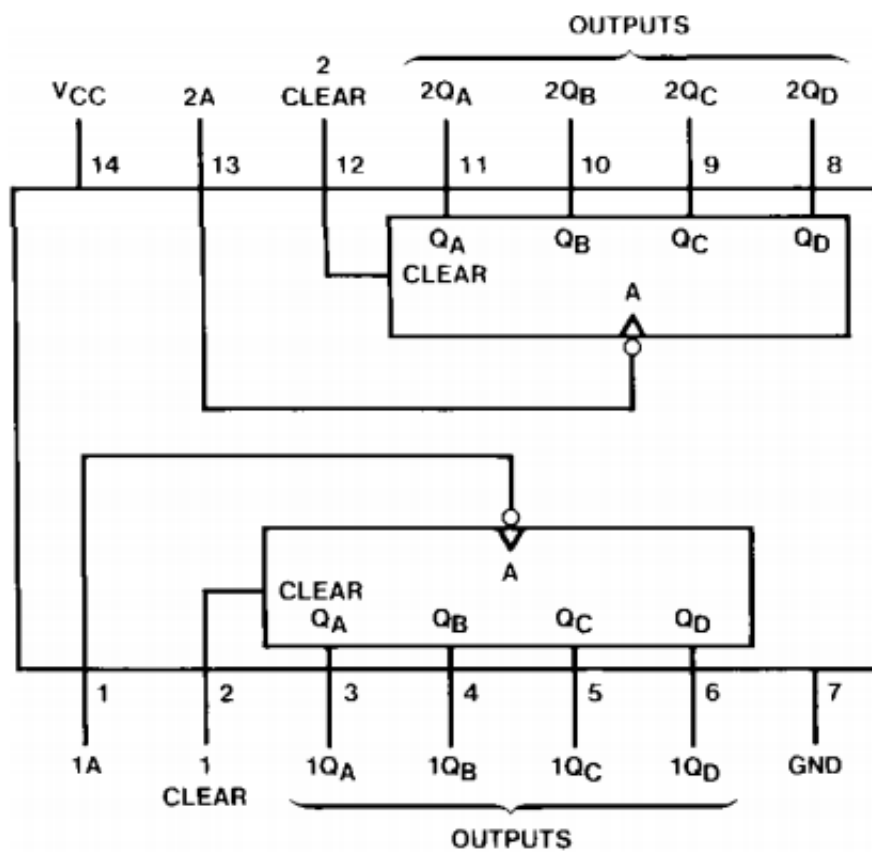 OUTPUTS
VCC 2A 2 CLEAR 2QA 2QB 2QC 2QD
14 13 12 11 10 9 8
QA QB QC QD
CLEAR
A
A
CLEAR
QA QB QC QD
1 2 3 4 5 6 7
1A 1 CLEAR 1QA 1QB 1QC 1QD GND
OUTPUTS